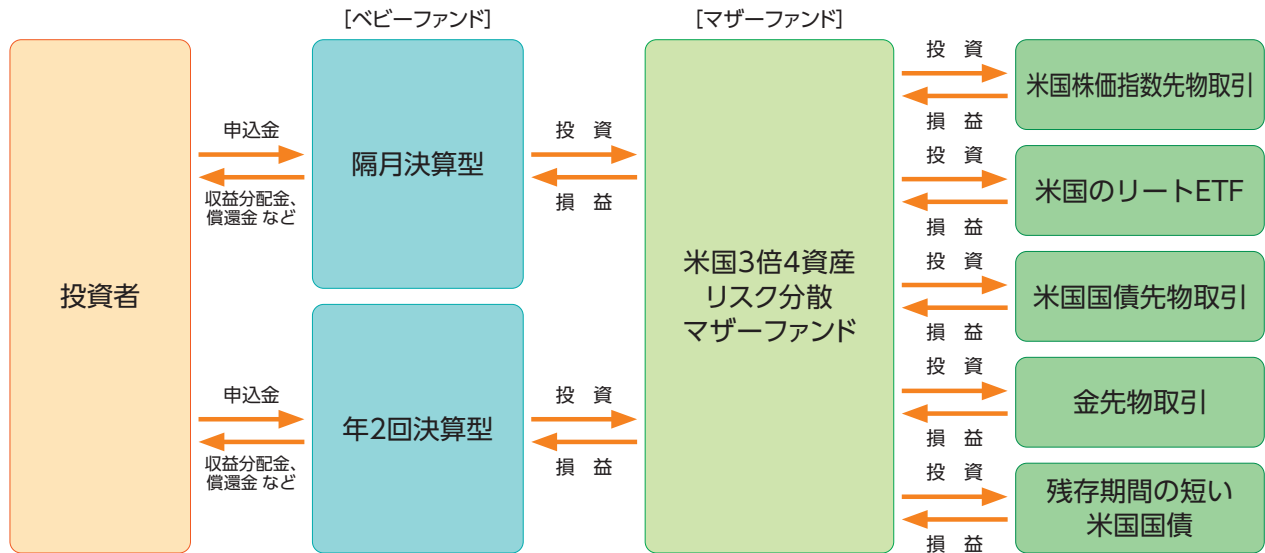 [ベビーファンド]
[マザーファンド]
投資者
申込金
収益分配金、
償還金 など
申込金
収益分配金、
償還金 など
隔月決算型
年2回決算型
投 資
損 益
投 資
損 益
米国3倍4資産
リスク分散
マザーファンド
投 資
損 益
投 資
損 益
投 資
損 益
投 資
損 益
投 資
損 益
米国株価指数先物取引
米国のリートETF
米国国債先物取引
金先物取引
残存期間の短い
米国国債